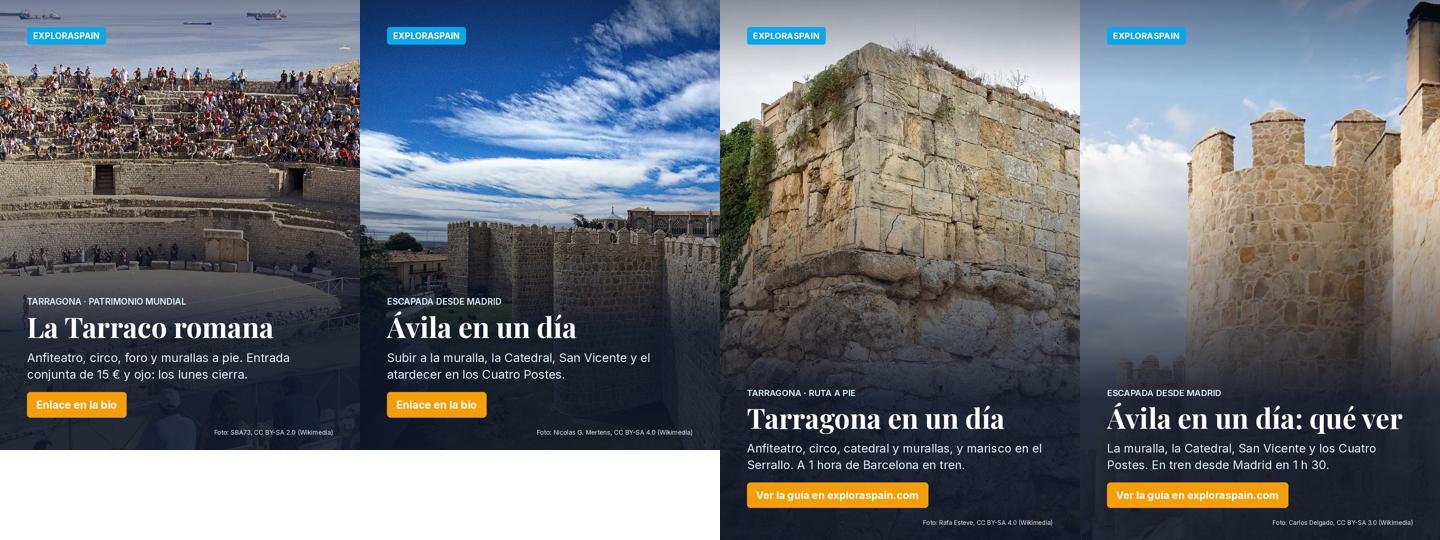 EXPLORASPAIN
TARRAGONA · PATRIMONIO MUNDIAL
La Tarraco romana
Anfiteatro, circo, foro y murallas a pie. Entrada
conjunta de 15 € y ojo: los lunes cierra.
Enlace en la bio
Foto: SBA73, CC BY-SA 2.0 (Wikimedia)
EXPLORASPAIN
ESCAPADA DESDE MADRID
Ávila en un día
Subir a la muralla, la Catedral, San Vicente y el
atardecer en los Cuatro Postes.
Enlace en la bio
Foto: Nicolas G. Mertens, CC BY-SA 4.0 (Wikimedia)
EXPLORASPAIN
TARRAGONA · RUTA A PIE
Tarragona en un día
Anfiteatro, circo, catedral y murallas, y marisco en el
Serrallo. A 1 hora de Barcelona en tren.
Ver la guía en exploraspain.com
Foto: Rafa Esteve, CC BY-SA 4.0 (Wikimedia)
EXPLORASPAIN
ESCAPADA DESDE MADRID
Ávila en un día: qué ver
La muralla, la Catedral, San Vicente y los Cuatro
Postes. En tren desde Madrid en 1 h 30.
Ver la guía en exploraspain.com
Foto: Carlos Delgado, CC BY-SA 3.0 (Wikimedia)